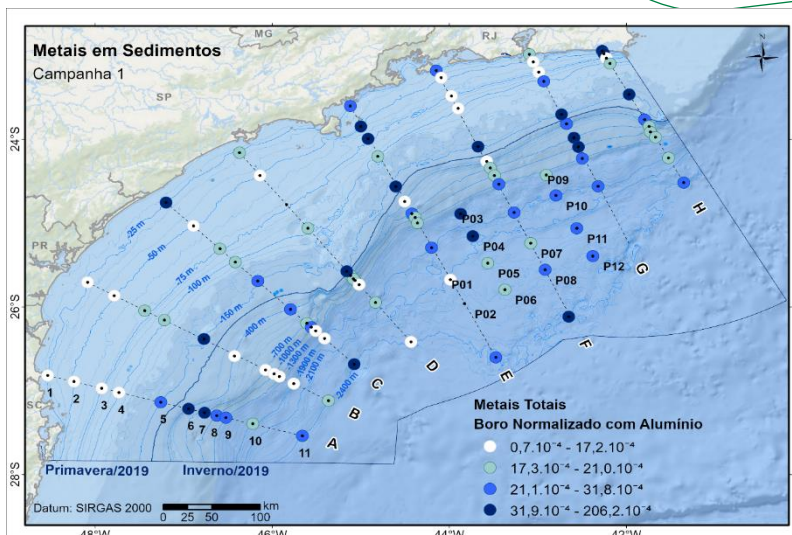 Metais em Sedimentos
Campanha 1
MG
RJ
SP
PR
SC
N
24°S
26°S
28°S
-25 m
-50 m
-75 m
-100 m
-150 m
-400 m
-700 m
-1000 m
-1300 m
-1900 m
-2100 m
-2400 m
P09
P10
P03
P04
P11
P07
P05
P12
P08
P01
P06
P02
H
G
F
E
D
C
B
A
1 2 3 4 5 6 7 8 9 10 11
Primavera/2019 Inverno/2019
Datum: SIRGAS 2000
0 25 50 100
km
Metais Totais
Boro Normalizado com Alumínio
0,7.10⁻⁴ - 17,2.10⁻⁴
17,3.10⁻⁴ - 21,0.10⁻⁴
21,1.10⁻⁴ - 31,8.10⁻⁴
31,9.10⁻⁴ - 206,2.10⁻⁴
48°W 46°W 44°W 42°W